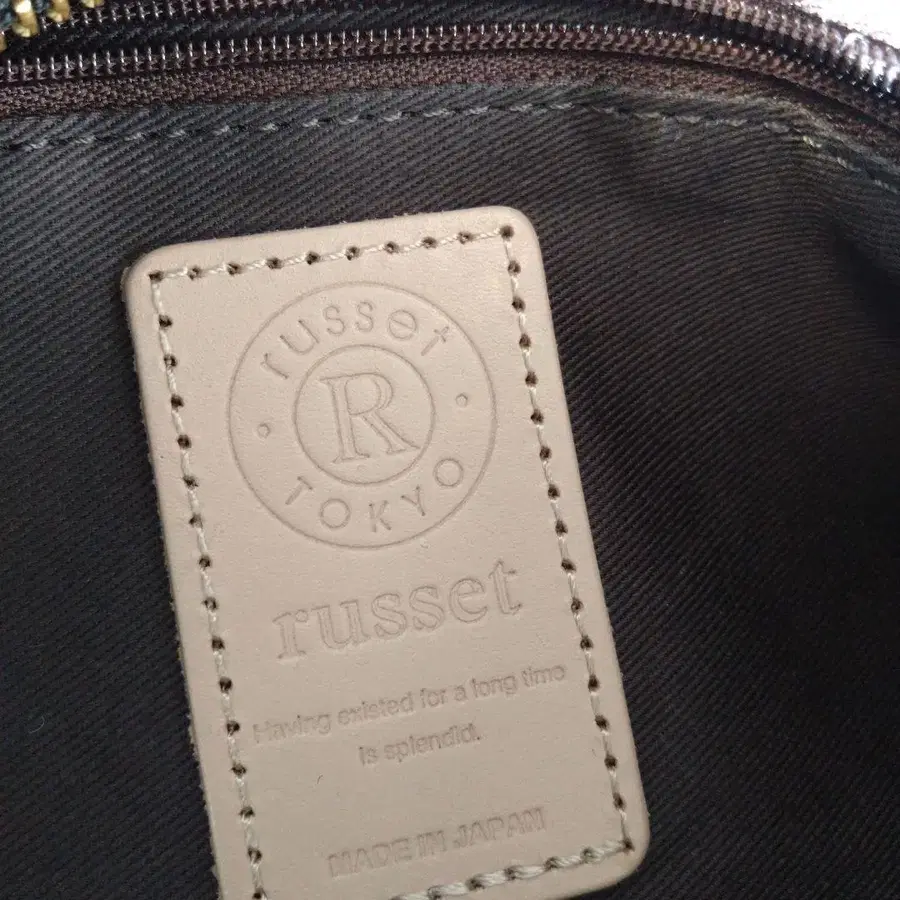 russet
R
TOKYO
russet
Having existed for a long time
is splendid.
MADE IN JAPAN